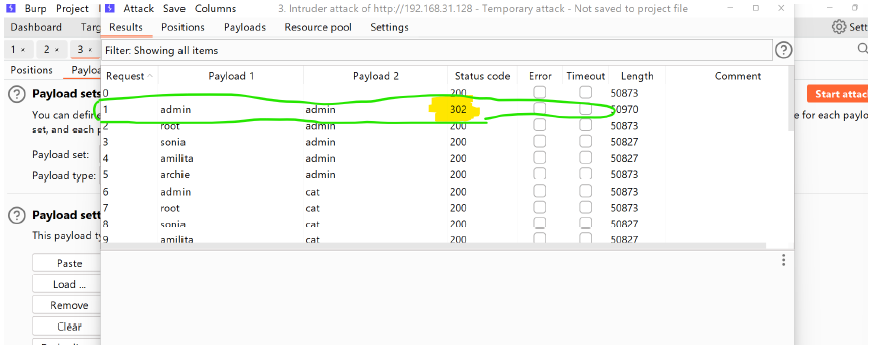 Burp Project
Attack Save Columns
3. Intruder attack of http://192.168.31.128 - Temporary attack - Not saved to project file
Dashboard Targ
Results Positions Payloads Resource pool Settings
Sett
1 × 2 × 3 ×
Filter: Showing all items
Positions Payloa
Request Payload 1 Payload 2 Status code Error Timeout Length Comment
Payload sets
Start attac
You can define
e for each paylo
set, and each p
Payload set:
Payload type:
0 200 50873
1 admin admin 302 50970
2 root admin 200 50873
3 sonia admin 200 50827
4 amilita admin 200 50827
5 archie admin 200 50873
6 admin cat 200 50873
7 root cat 200 50873
8 sonia cat 200 50827
9 amilita cat 200 50827
Payload sett
This payload ty
Paste
Load ...
Remove
Clear